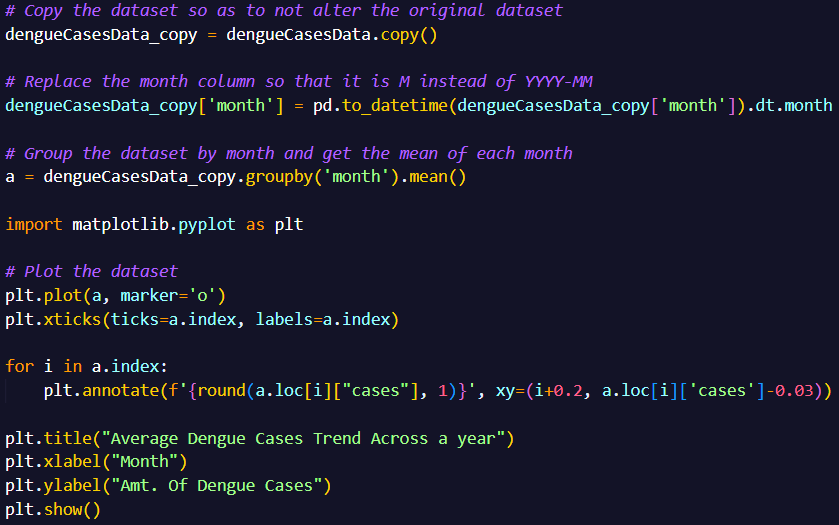 # Copy the dataset so as to not alter the original dataset
dengueCasesData_copy = dengueCasesData.copy()
# Replace the month column so that it is M instead of YYYY-MM
dengueCasesData_copy['month'] = pd.to_datetime(dengueCasesData_copy['month']).dt.month
# Group the dataset by month and get the mean of each month
a = dengueCasesData_copy.groupby('month').mean()
import matplotlib.pyplot as plt
# Plot the dataset
plt.plot(a, marker='o')
plt.xticks(ticks=a.index, labels=a.index)
for i in a.index:
    plt.annotate(f'{round(a.loc[i]["cases"], 1)}', xy=(i+0.2, a.loc[i]['cases']-0.03))
plt.title("Average Dengue Cases Trend Across a year")
plt.xlabel("Month")
plt.ylabel("Amt. Of Dengue Cases")
plt.show()